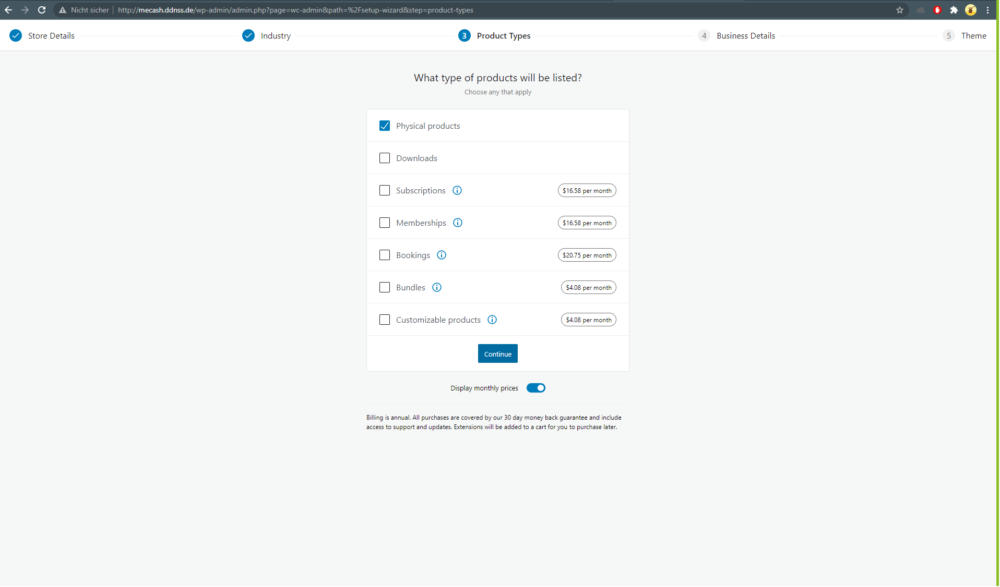 Nicht sicher http://mecash.ddnss.de/wp-admin/admin.php?page=wc-admin&path=%2Fsetup-wizard&step=product-types
Store Details Industry 3 Product Types 4 Business Details 5 Theme
What type of products will be listed?
Choose any that apply
Physical products
Downloads
Subscriptions $16.58 per month
Memberships $16.58 per month
Bookings $20.75 per month
Bundles $4.08 per month
Customizable products $4.08 per month
Continue
Display monthly prices
Billing is annual. All purchases are covered by our 30 day money back guarantee and include
access to support and updates. Extensions will be added to a cart for you to purchase later.